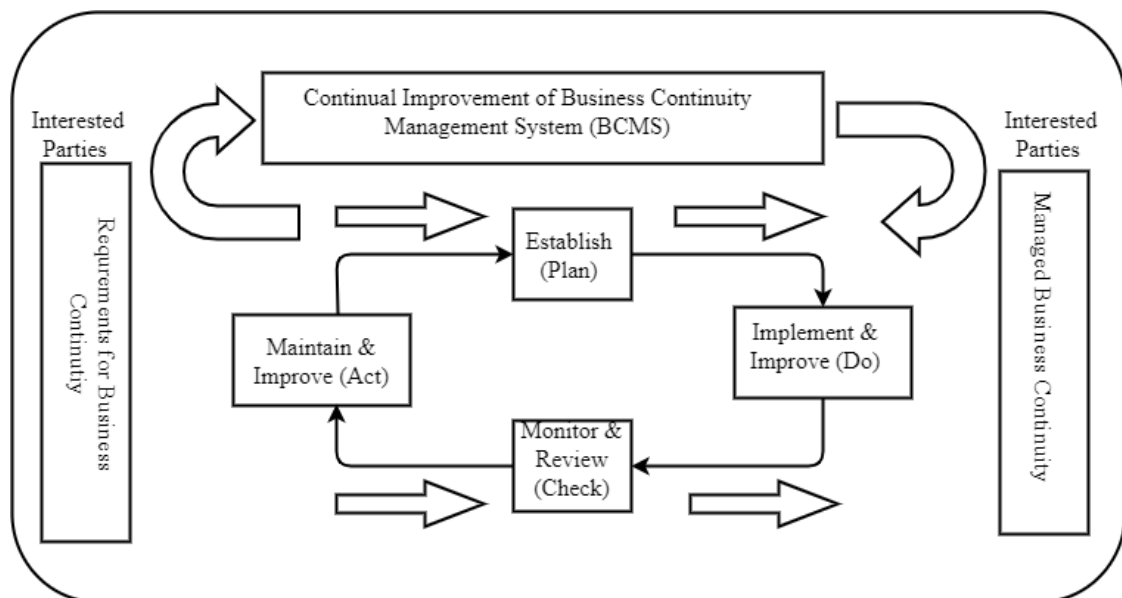 Continual Improvement of Business Continuity
Management System (BCMS)
Interested
Parties
Interested
Parties
Requrements for Business
Continutiy
Establish
(Plan)
Managed Business Continuity
Maintain &
Improve (Act)
Implement &
Improve (Do)
Monitor &
Review
(Check)